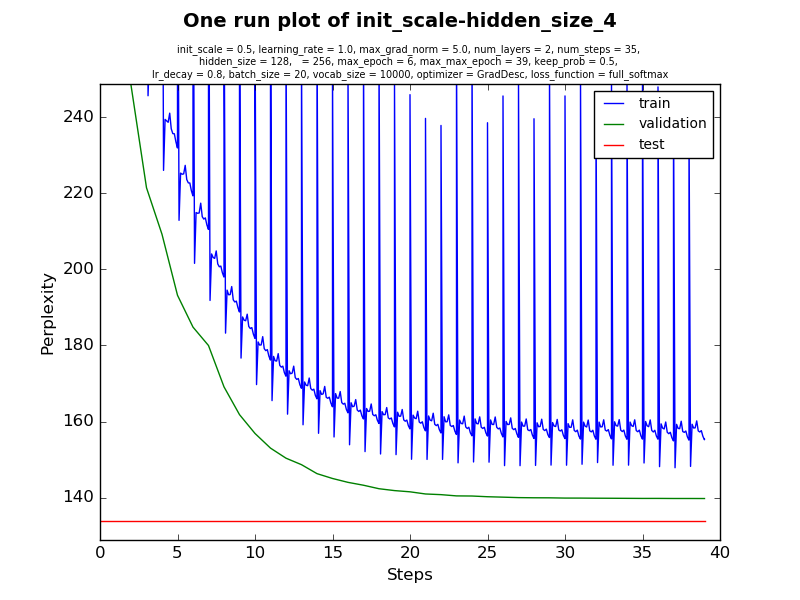 One run plot of init_scale-hidden_size_4
init_scale = 0.5, learning_rate = 1.0, max_grad_norm = 5.0, num_layers = 2, num_steps = 35,
hidden_size = 128,   = 256, max_epoch = 6, max_max_epoch = 39, keep_prob = 0.5,
lr_decay = 0.8, batch_size = 20, vocab_size = 10000, optimizer = GradDesc, loss_function = full_softmax
train
validation
test
240
220
200
180
160
140
Perplexity
0 5 10 15 20 25 30 35 40
Steps